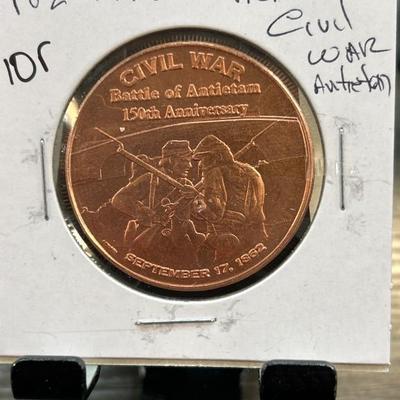 Civil
WAR
Antietam
10r
CIVIL WAR
Battle of Antietam
150th Anniversary
SEPTEMBER 17, 1862